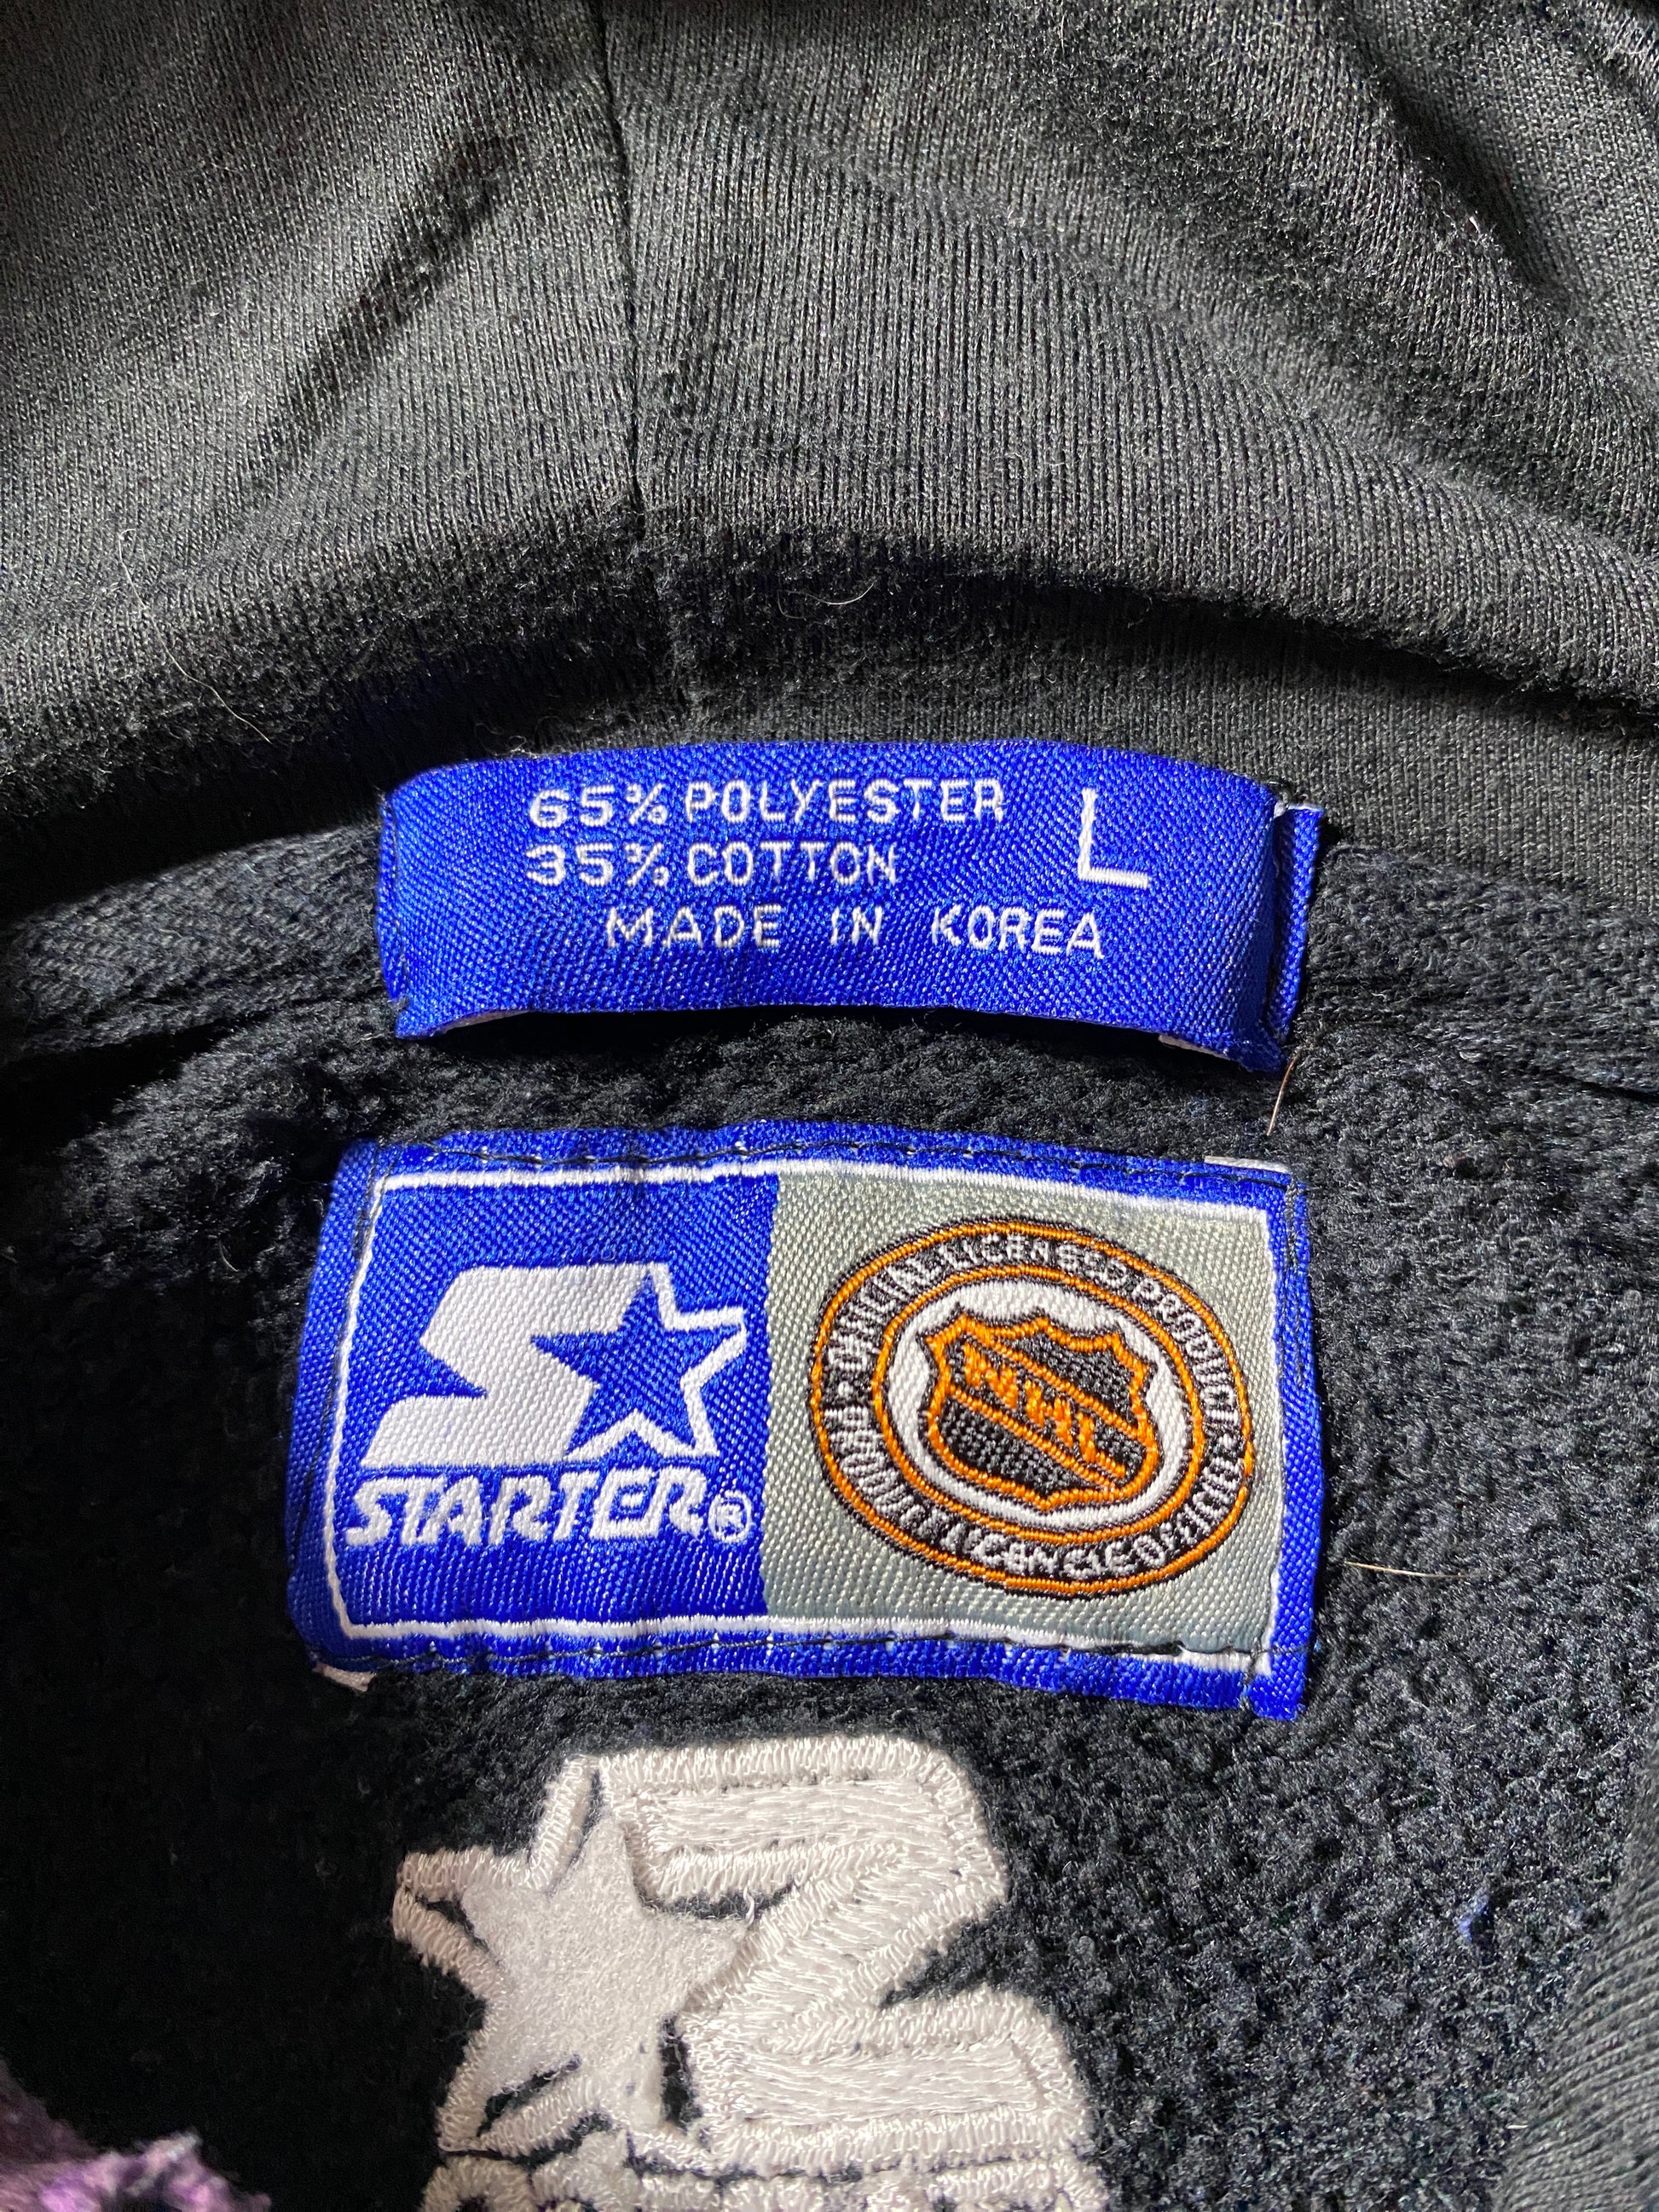 65% POLYESTER L
35% COTTON
MADE IN KOREA
STARTER®
NHL